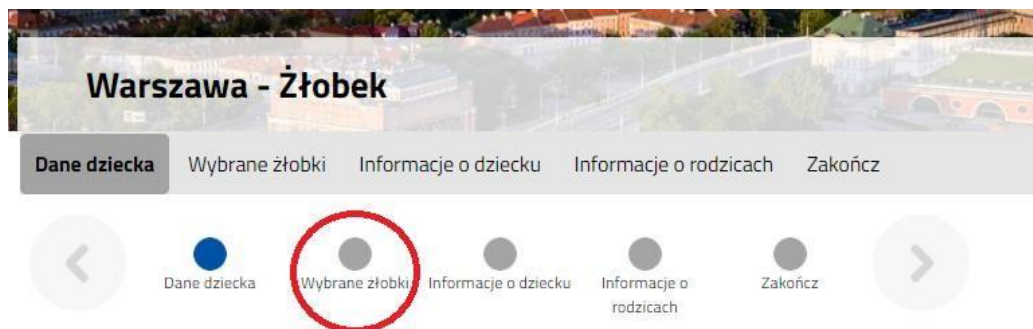 Warszawa - Żłobek
Dane dziecka Wybrane żłobki Informacje o dziecku Informacje o rodzicach Zakończ
Dane dziecka Wybrane żłobki Informacje o dziecku Informacje o rodzicach Zakończ